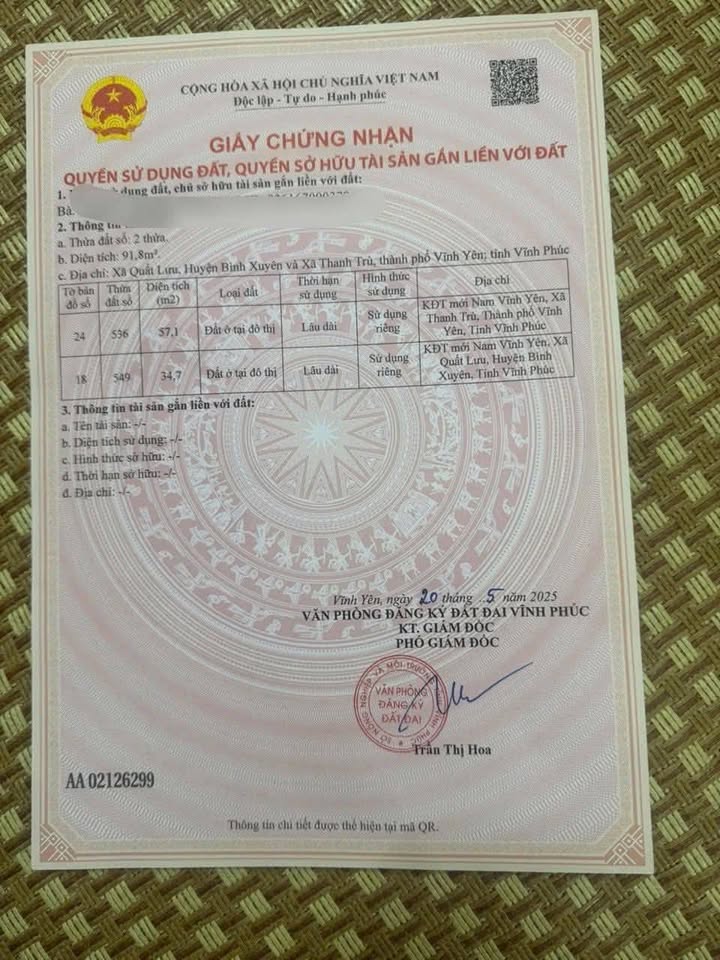 CỘNG HÒA XÃ HỘI CHỦ NGHĨA VIỆT NAM
Độc lập - Tự do - Hạnh phúc
GIẤY CHỨNG NHẬN
QUYỀN SỬ DỤNG ĐẤT, QUYỀN SỞ HỮU TÀI SẢN GẮN LIỀN VỚI ĐẤT
1. dụng đất, chủ sở hữu tài sản gắn liền với đất:
Bà:
2. Thông tin
a. Thửa đất số: 2 thửa.
b. Diện tích: 91,8m².
c. Địa chỉ: Xã Quất Lưu, Huyện Bình Xuyên và Xã Thanh Trù, thành phố Vĩnh Yên; tỉnh Vĩnh Phúc
Tờ bản đồ số Thửa đất số Diện tích (m2) Loại đất Thời hạn sử dụng Hình thức sử dụng Địa chỉ
24 536 57,1 Đất ở tại đô thị Lâu dài Sử dụng riêng KĐT mới Nam Vĩnh Yên, Xã Thanh Trù, Thành phố Vĩnh Yên, Tỉnh Vĩnh Phúc
18 549 34,7 Đất ở tại đô thị Lâu dài Sử dụng riêng KĐT mới Nam Vĩnh Yên, Xã Quất Lưu, Huyện Bình Xuyên, Tỉnh Vĩnh Phúc
3. Thông tin tài sản gắn liền với đất:
a. Tên tài sản: -/-
b. Diện tích sử dụng: -/-
c. Hình thức sở hữu: -/-
d. Thời hạn sở hữu: -/-
đ. Địa chỉ: -/-
Vĩnh Yên, ngày 20 tháng 5 năm 2025
VĂN PHÒNG ĐĂNG KÝ ĐẤT ĐAI VĨNH PHÚC
KT. GIÁM ĐỐC
PHÓ GIÁM ĐỐC
SỞ NÔNG NGHIỆP VÀ MÔI TRƯỜNG VĨNH PHÚC
VĂN PHÒNG
ĐĂNG KÝ
ĐẤT ĐAI
Trần Thị Hoa
AA 02126299
Thông tin chi tiết được thể hiện tại mã QR.